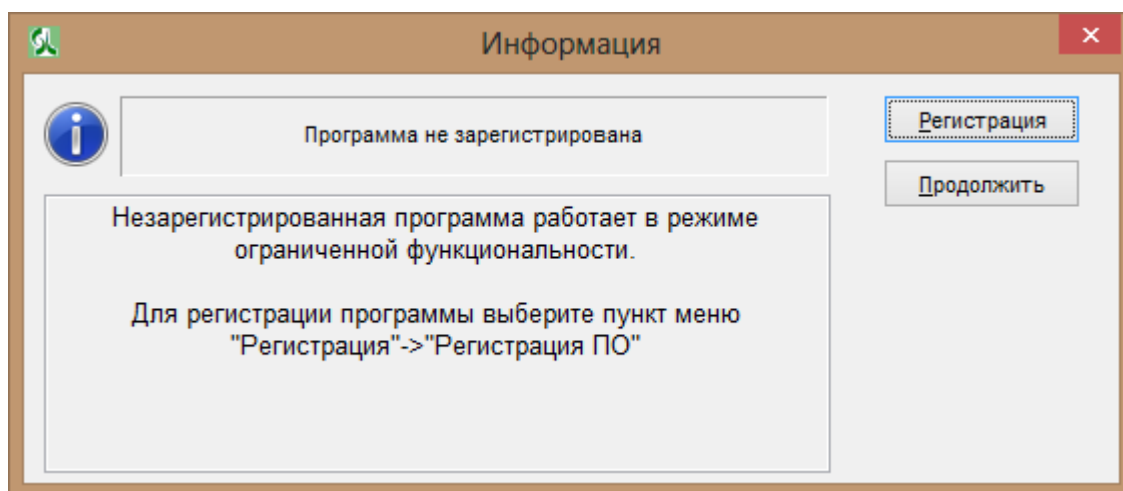 Информация
Программа не зарегистрирована
Регистрация
Продолжить
Незарегистрированная программа работает в режиме
ограниченной функциональности.
Для регистрации программы выберите пункт меню
"Регистрация"->"Регистрация ПО"